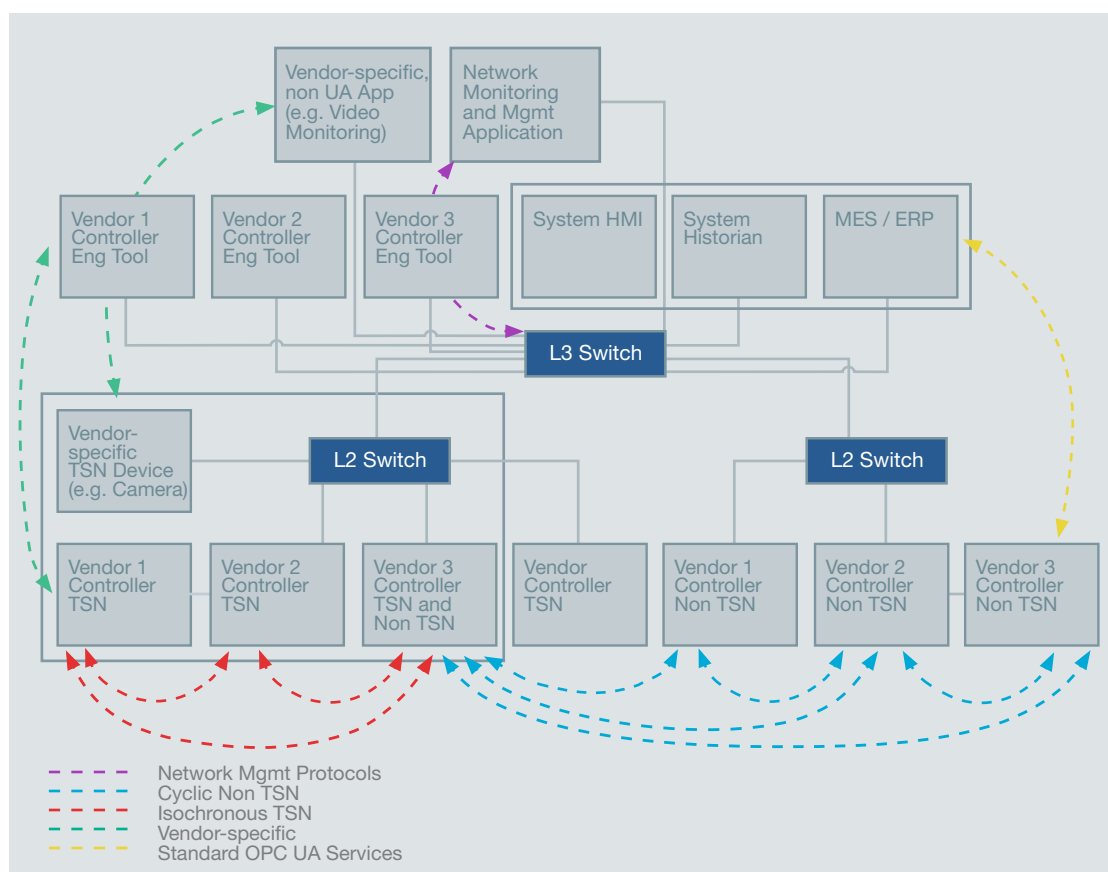 Vendor-specific,
non UA App
(e.g. Video
Monitoring)
Network
Monitoring
and Mgmt
Application
Vendor 1
Controller
Eng Tool
Vendor 2
Controller
Eng Tool
Vendor 3
Controller
Eng Tool
System HMI
System
Historian
MES / ERP
L3 Switch
Vendor-
specific
TSN Device
(e.g. Camera)
L2 Switch
L2 Switch
Vendor 1
Controller
TSN
Vendor 2
Controller
TSN
Vendor 3
Controller
TSN and
Non TSN
Vendor
Controller
TSN
Vendor 1
Controller
Non TSN
Vendor 2
Controller
Non TSN
Vendor 3
Controller
Non TSN
Network Mgmt Protocols
Cyclic Non TSN
Isochronous TSN
Vendor-specific
Standard OPC UA Services